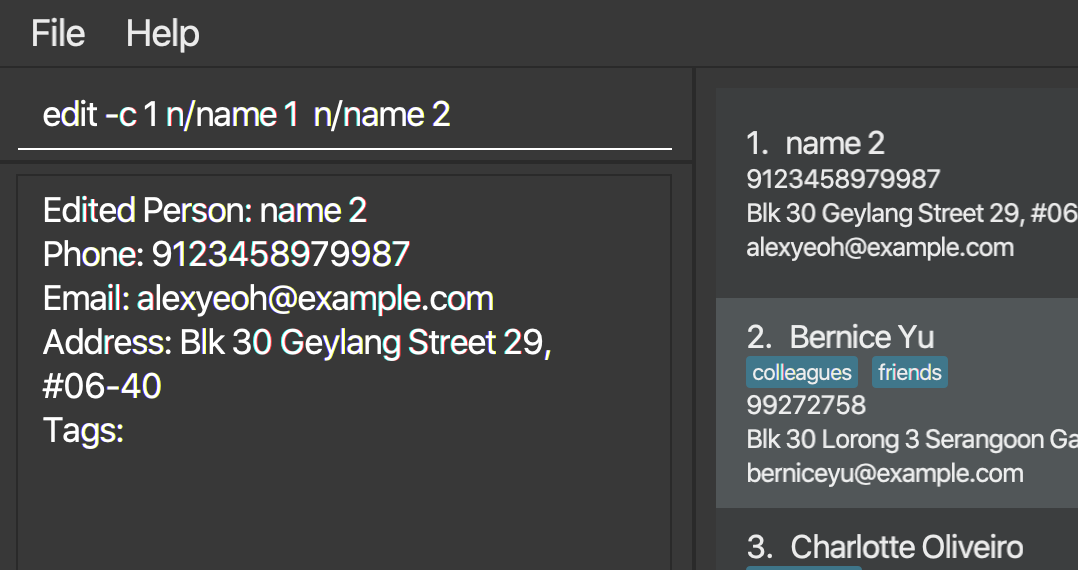 File Help
edit -c 1 n/name 1  n/name 2
Edited Person: name 2
Phone: 9123458979987
Email: alexyeoh@example.com
Address: Blk 30 Geylang Street 29,
#06-40
Tags:
1. name 2
9123458979987
Blk 30 Geylang Street 29, #06
alexyeoh@example.com
2. Bernice Yu
colleagues friends
99272758
Blk 30 Lorong 3 Serangoon Ga
berniceyu@example.com
3. Charlotte Oliveiro